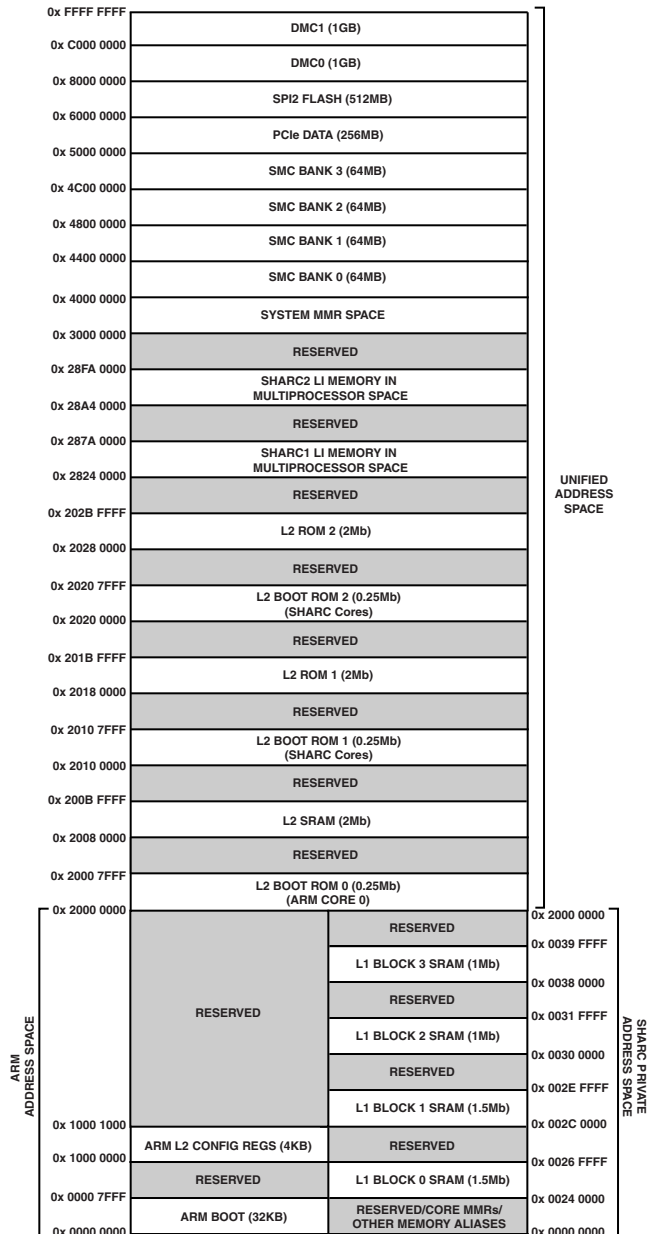 0x FFFF FFFF
DMC1 (1GB)
0x C000 0000
DMC0 (1GB)
0x 8000 0000
SPI2 FLASH (512MB)
0x 6000 0000
PCIe DATA (256MB)
0x 5000 0000
SMC BANK 3 (64MB)
0x 4C00 0000
SMC BANK 2 (64MB)
0x 4800 0000
SMC BANK 1 (64MB)
0x 4400 0000
SMC BANK 0 (64MB)
0x 4000 0000
SYSTEM MMR SPACE
0x 3000 0000
RESERVED
0x 28FA 0000
SHARC2 LI MEMORY IN
MULTIPROCESSOR SPACE
0x 28A4 0000
RESERVED
0x 287A 0000
SHARC1 LI MEMORY IN
MULTIPROCESSOR SPACE
0x 2824 0000
RESERVED
0x 202B FFFF
L2 ROM 2 (2Mb)
0x 2028 0000
RESERVED
0x 2020 7FFF
L2 BOOT ROM 2 (0.25Mb)
(SHARC Cores)
0x 2020 0000
RESERVED
0x 201B FFFF
L2 ROM 1 (2Mb)
0x 2018 0000
RESERVED
0x 2010 7FFF
L2 BOOT ROM 1 (0.25Mb)
(SHARC Cores)
0x 2010 0000
RESERVED
0x 200B FFFF
L2 SRAM (2Mb)
0x 2008 0000
RESERVED
0x 2000 7FFF
L2 BOOT ROM 0 (0.25Mb)
(ARM CORE 0)
0x 2000 0000
UNIFIED
ADDRESS
SPACE
ARM
ADDRESS SPACE
RESERVED
0x 1000 1000
ARM L2 CONFIG REGS (4KB)
0x 1000 0000
RESERVED
0x 0000 7FFF
ARM BOOT (32KB)
0x 0000 0000
0x 2000 0000
RESERVED
0x 0039 FFFF
L1 BLOCK 3 SRAM (1Mb)
0x 0038 0000
RESERVED
0x 0031 FFFF
L1 BLOCK 2 SRAM (1Mb)
0x 0030 0000
RESERVED
0x 002E FFFF
L1 BLOCK 1 SRAM (1.5Mb)
0x 002C 0000
RESERVED
0x 0026 FFFF
L1 BLOCK 0 SRAM (1.5Mb)
0x 0024 0000
RESERVED/CORE MMRs/
OTHER MEMORY ALIASES
0x 0000 0000
SHARC PRIVATE
ADDRESS SPACE